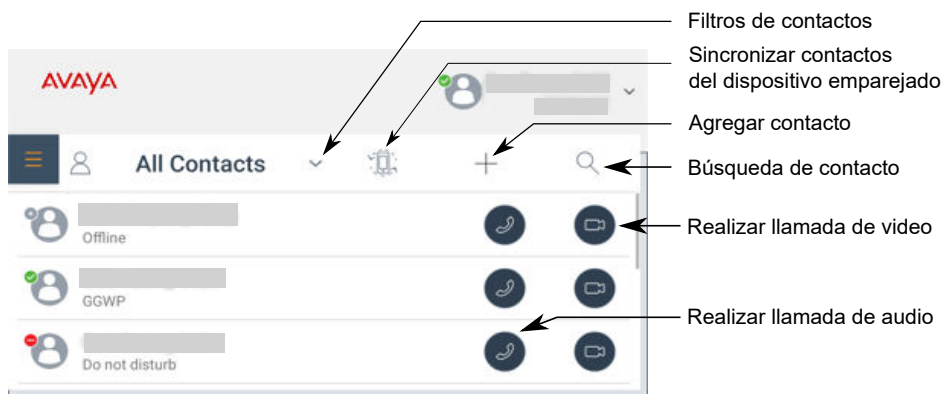 Filtros de contactos
Sincronizar contactos
del dispositivo emparejado
AVAYA
Agregar contacto
All Contacts
Búsqueda de contacto
Offline
Realizar llamada de video
GGWP
Realizar llamada de audio
Do not disturb